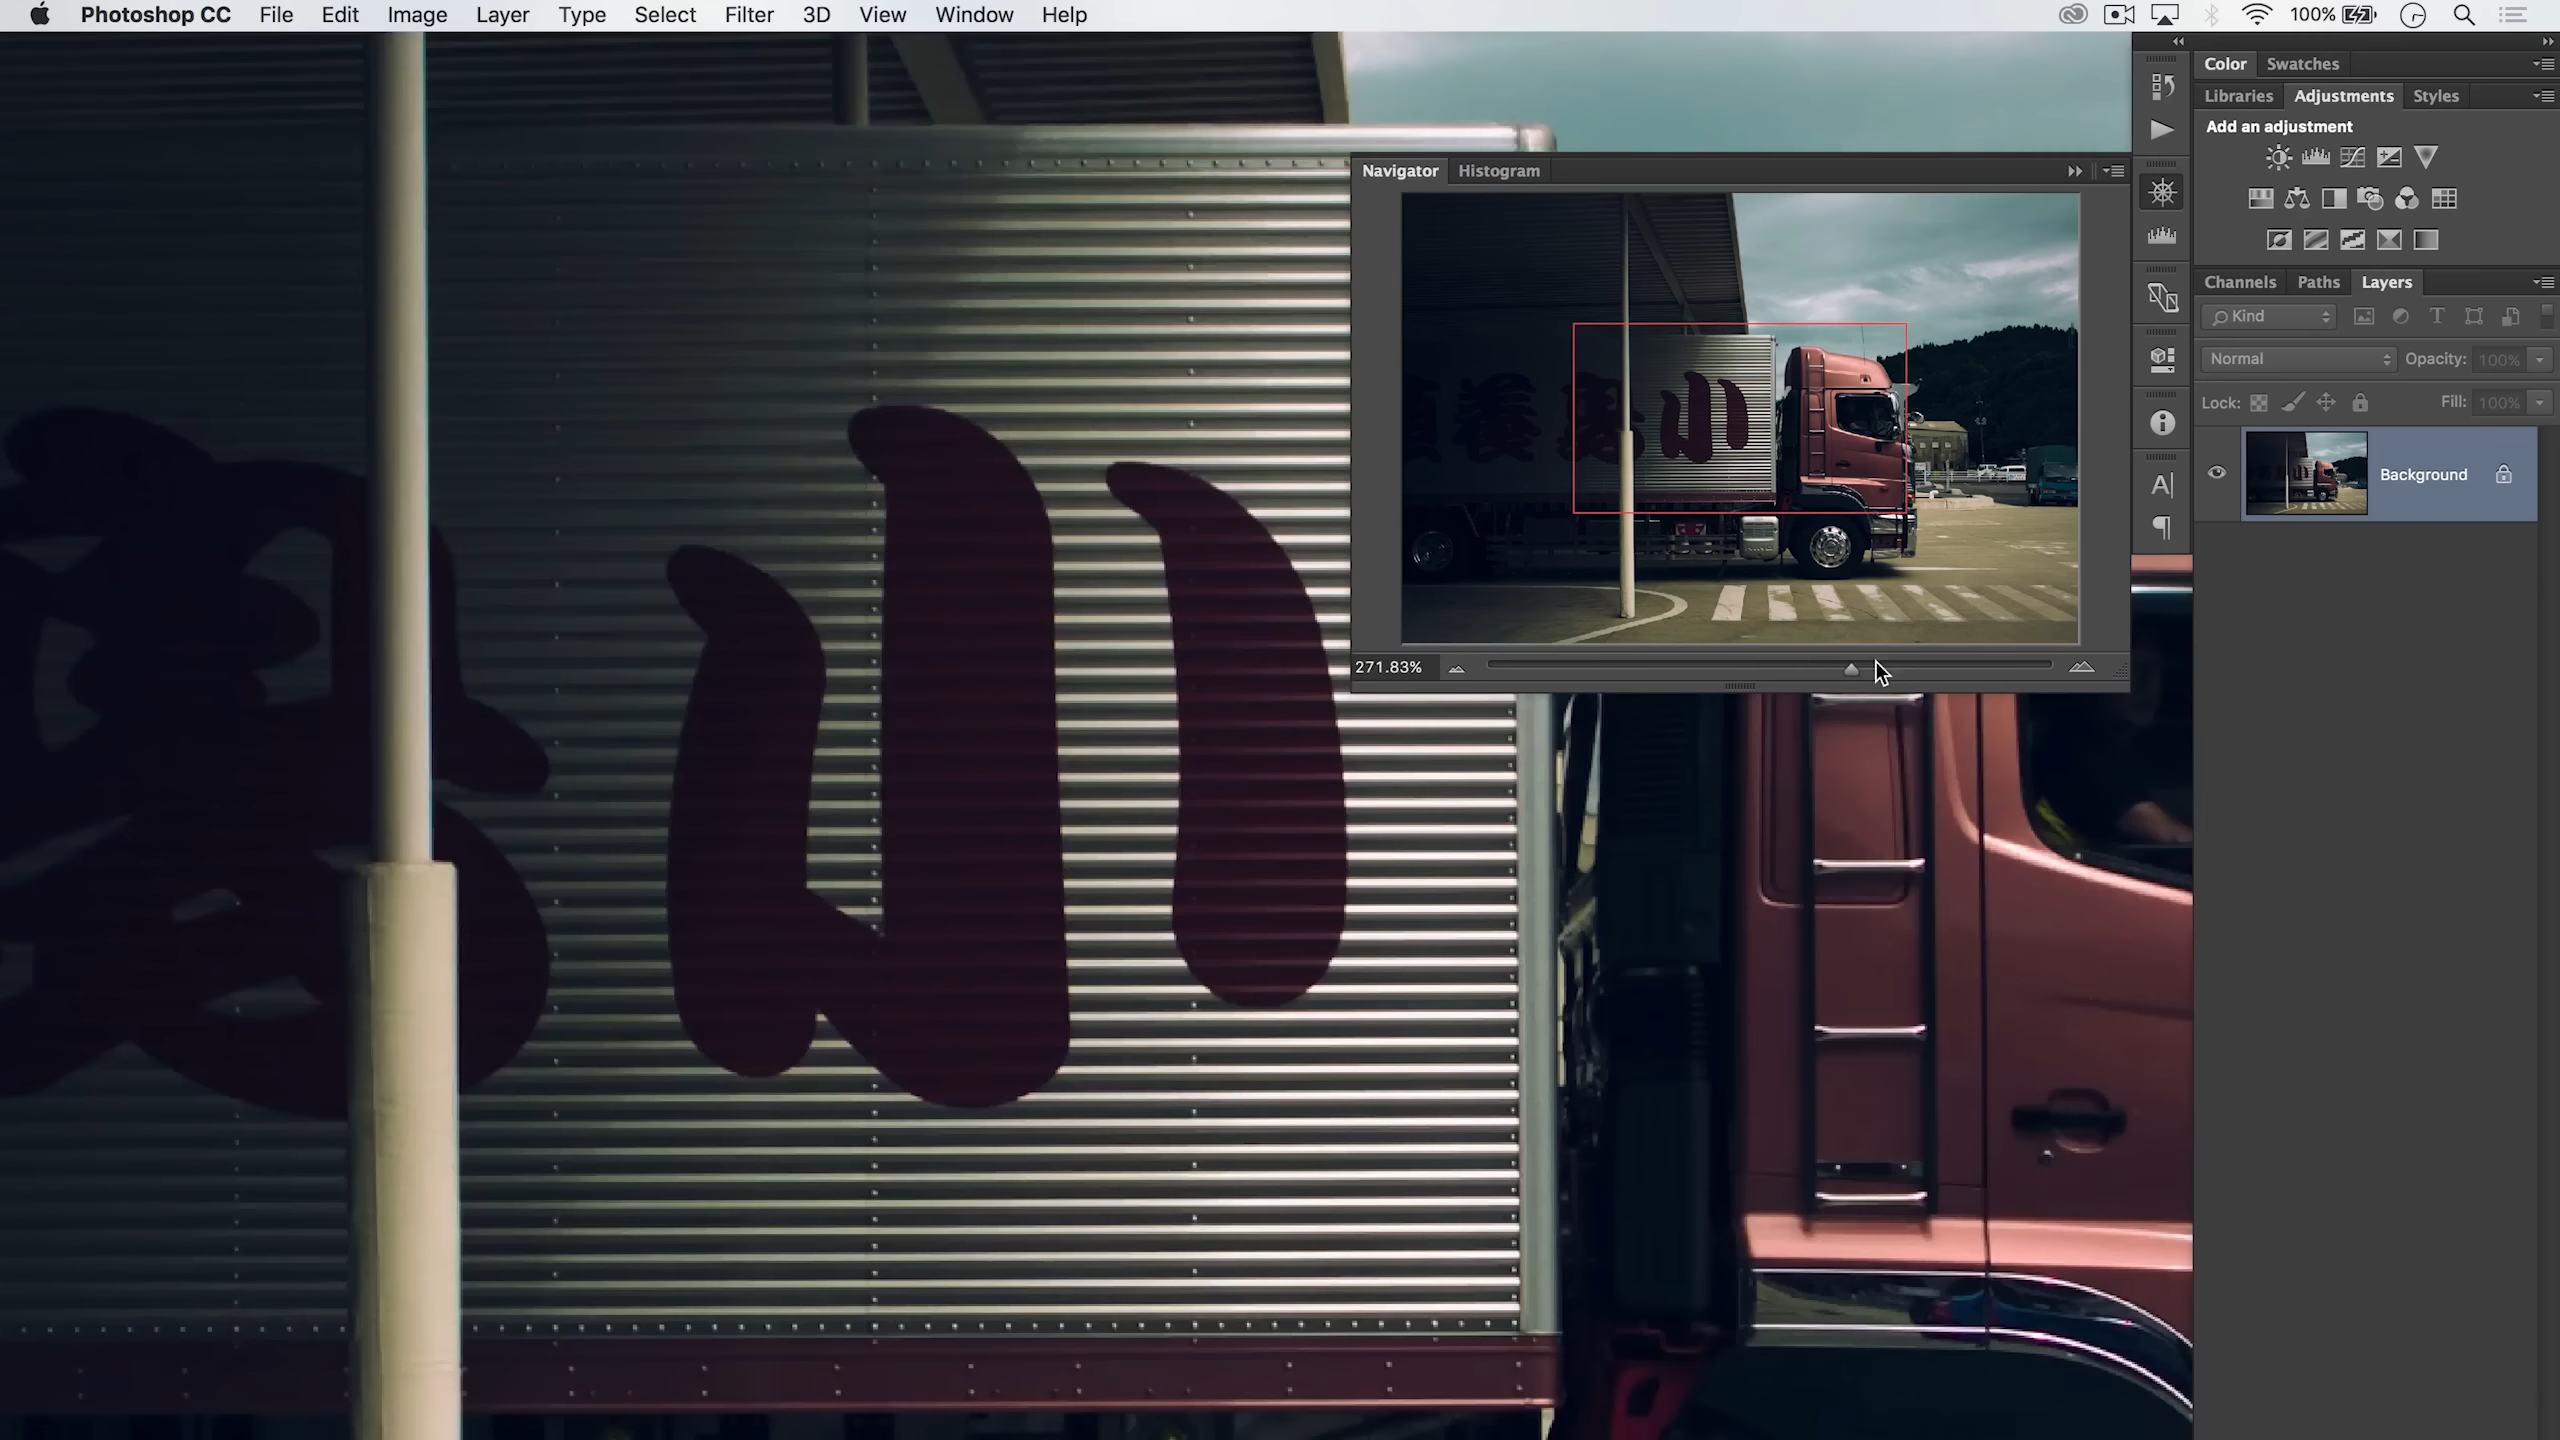 Photoshop CC File Edit Image Layer Type Select Filter 3D View Window Help 100%
Color Swatches
Libraries Adjustments Styles
Add an adjustment
Navigator Histogram
271.83%
Channels Paths Layers
Kind
Normal Opacity: 100%
Lock: Fill: 100%
Background
小